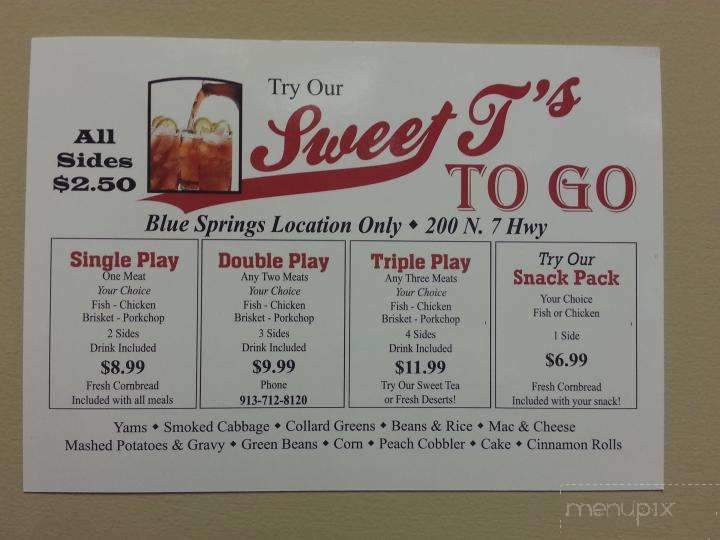 Try Our
Sweet T's
TO GO
All
Sides
$2.50
Blue Springs Location Only • 200 N. 7 Hwy
Single Play
One Meat
Your Choice
Fish - Chicken
Brisket - Porkchop
2 Sides
Drink Included
$8.99
Fresh Cornbread
Included with all meals
Double Play
Any Two Meats
Your Choice
Fish - Chicken
Brisket - Porkchop
3 Sides
Drink Included
$9.99
Phone
913-712-8120
Triple Play
Any Three Meats
Your Choice
Fish - Chicken
Brisket - Porkchop
4 Sides
Drink Included
$11.99
Try Our Sweet Tea
or Fresh Deserts!
Try Our
Snack Pack
Your Choice
Fish or Chicken
1 Side
$6.99
Fresh Cornbread
Included with your snack!
Yams • Smoked Cabbage • Collard Greens • Beans & Rice • Mac & Cheese
Mashed Potatoes & Gravy • Green Beans • Corn • Peach Cobbler • Cake • Cinnamon Rolls
menupix